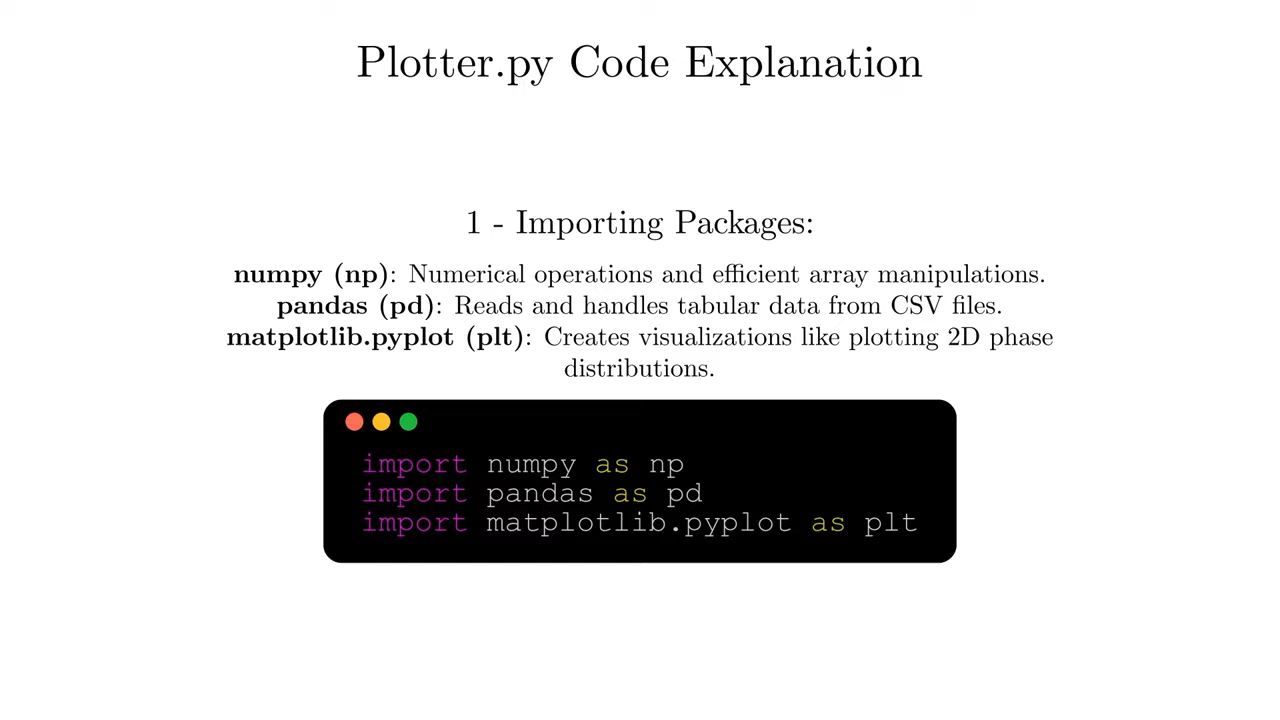 Plotter.py Code Explanation
1 - Importing Packages:
numpy (np): Numerical operations and efficient array manipulations.
pandas (pd): Reads and handles tabular data from CSV files.
matplotlib.pyplot (plt): Creates visualizations like plotting 2D phase
distributions.
import numpy as np
import pandas as pd
import matplotlib.pyplot as plt